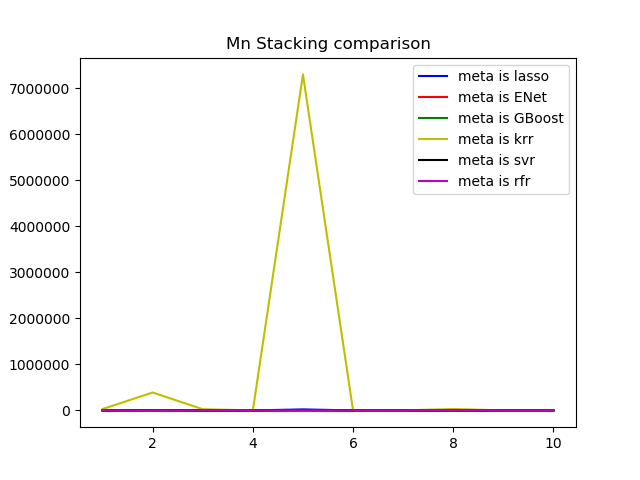 Mn Stacking comparison
7000000
6000000
5000000
4000000
3000000
2000000
1000000
0
meta is lasso
meta is ENet
meta is GBoost
meta is krr
meta is svr
meta is rfr
2 4 6 8 10